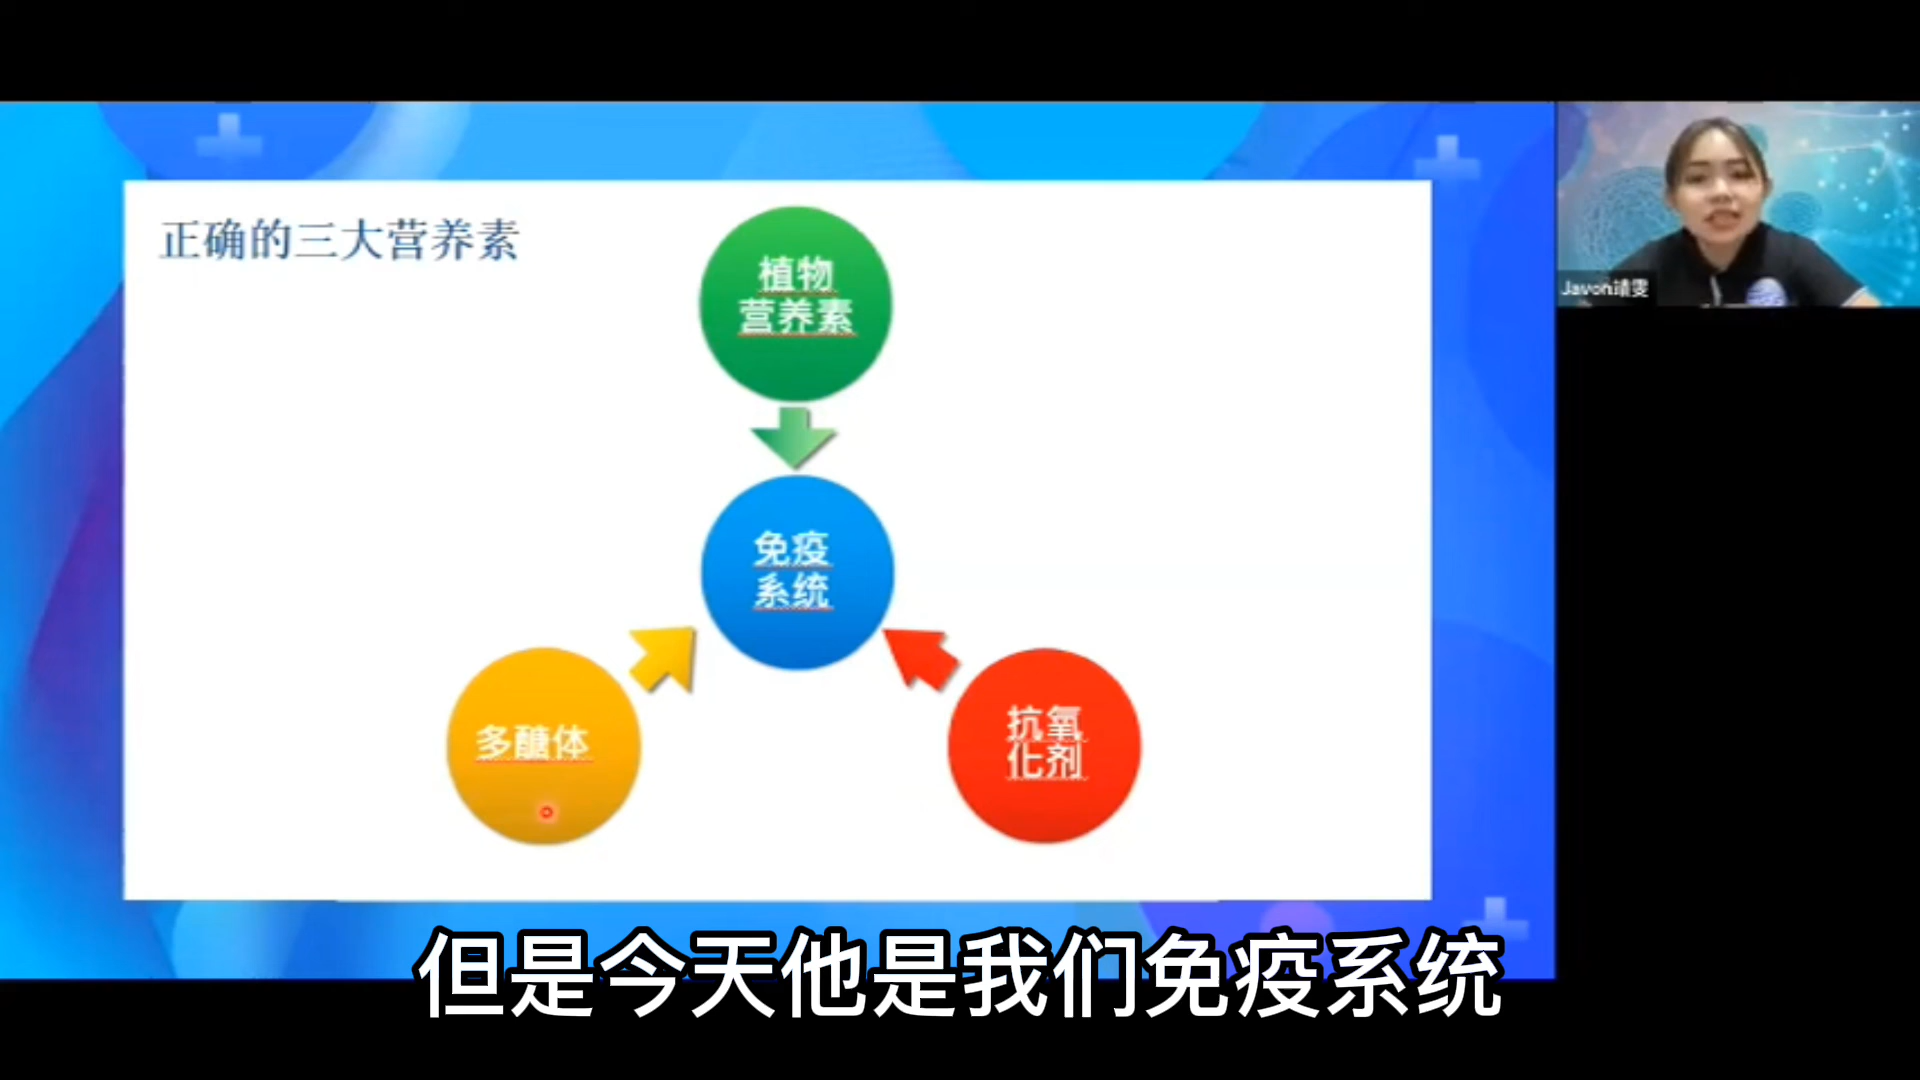 正确的三大营养素
植物
营养素
免疫
系统
多醣体
抗氧
化剂
Javon靖雯
但是今天他是我们免疫系统